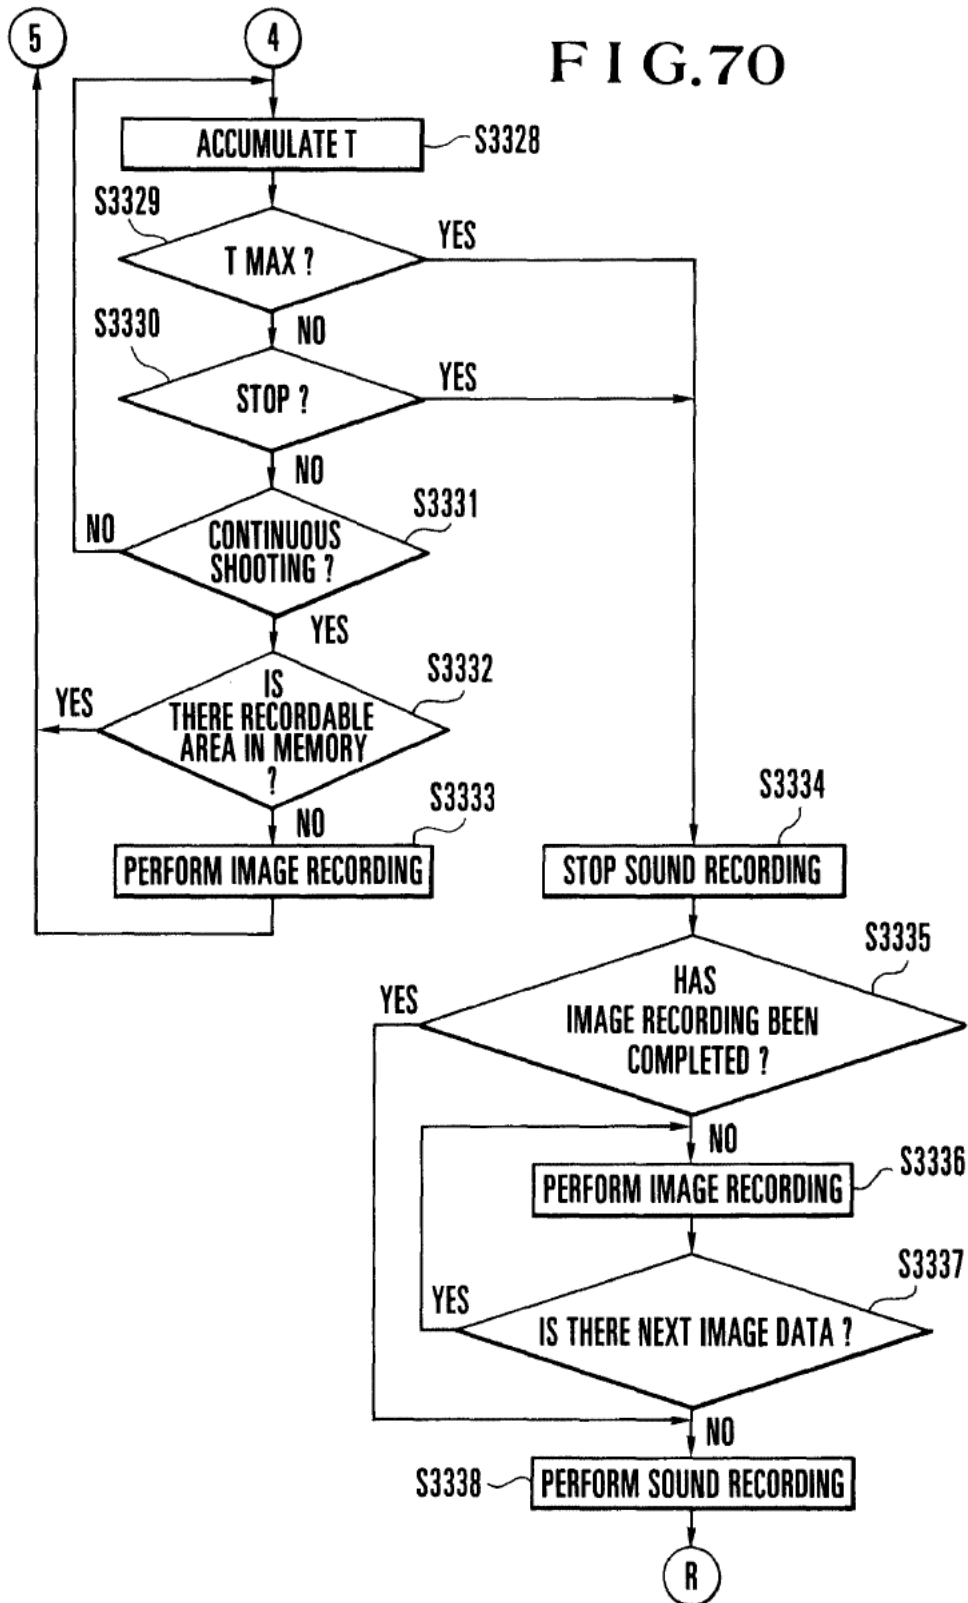 5
4
FIG.70
ACCUMULATE T
S3328
S3329
T MAX ?
YES
NO
S3330
STOP ?
YES
NO
S3331
CONTINUOUS
SHOOTING ?
NO
YES
S3332
IS
THERE RECORDABLE
AREA IN MEMORY
?
YES
NO
S3333
PERFORM IMAGE RECORDING
S3334
STOP SOUND RECORDING
S3335
HAS
IMAGE RECORDING BEEN
COMPLETED ?
YES
NO
S3336
PERFORM IMAGE RECORDING
S3337
IS THERE NEXT IMAGE DATA ?
YES
NO
S3338
PERFORM SOUND RECORDING
R